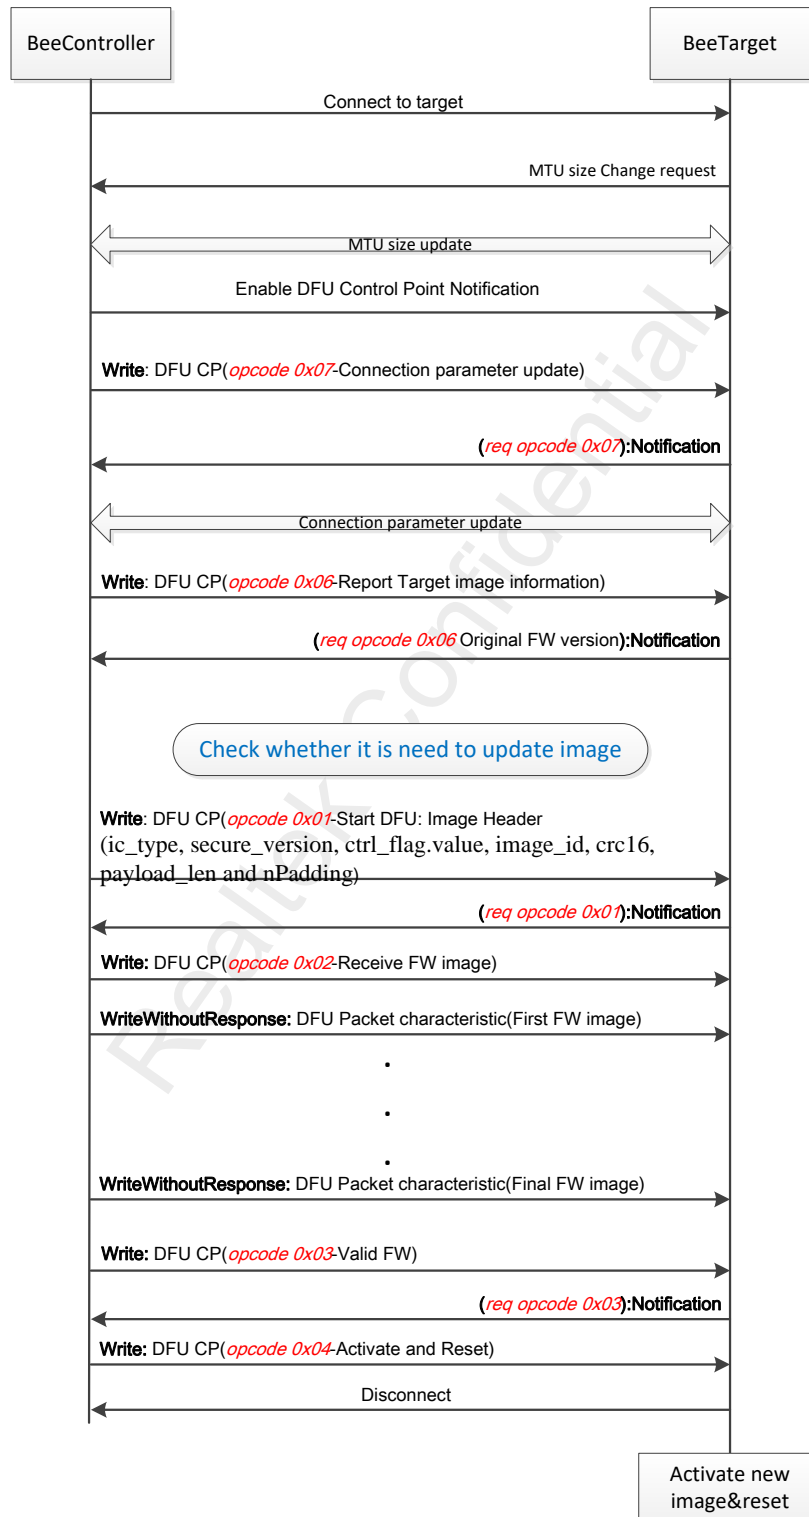 BeeController
BeeTarget
Connect to target
MTU size Change request
MTU size update
Enable DFU Control Point Notification
Write: DFU CP(opcode 0x07-Connection parameter update)
(req opcode 0x07):Notification
Connection parameter update
Write: DFU CP(opcode 0x06-Report Target image information)
(req opcode 0x06 Original FW version):Notification
Check whether it is need to update image
Write: DFU CP(opcode 0x01-Start DFU: Image Header
(ic_type, secure_version, ctrl_flag.value, image_id, crc16,
payload_len and nPadding)
(req opcode 0x01):Notification
Write: DFU CP(opcode 0x02-Receive FW image)
WriteWithoutResponse: DFU Packet characteristic(First FW image)
.
.
.
WriteWithoutResponse: DFU Packet characteristic(Final FW image)
Write: DFU CP(opcode 0x03-Valid FW)
(req opcode 0x03):Notification
Write: DFU CP(opcode 0x04-Activate and Reset)
Disconnect
Activate new
image&reset
Realtek Confidential